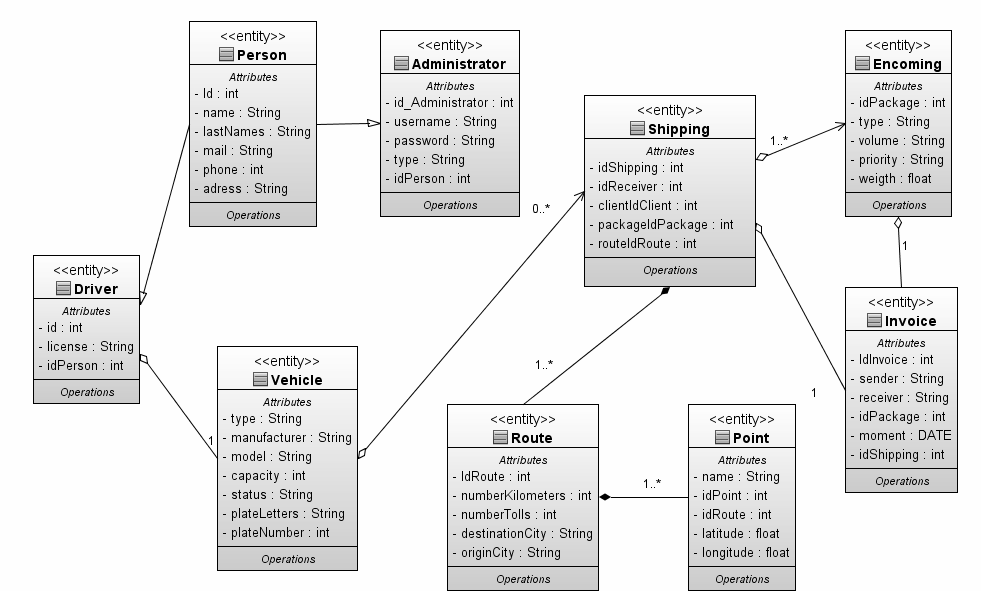 <<entity>>
Person
Attributes
- Id : int
- name : String
- lastNames : String
- mail : String
- phone : int
- adress : String
Operations
<<entity>>
Administrator
Attributes
- id_Administrator : int
- username : String
- password : String
- type : String
- idPerson : int
Operations
<<entity>>
Shipping
Attributes
- idShipping : int
- idReceiver : int
- clientIdClient : int
- packageIdPackage : int
- routeIdRoute : int
Operations
<<entity>>
Encoming
Attributes
- idPackage : int
- type : String
- volume : String
- priority : String
- weigth : float
Operations
1..*
0..*
1
<<entity>>
Driver
Attributes
- id : int
- license : String
- idPerson : int
Operations
<<entity>>
Vehicle
Attributes
- type : String
- manufacturer : String
- model : String
- capacity : int
- status : String
- plateLetters : String
- plateNumber : int
Operations
1
1..*
1
<<entity>>
Invoice
Attributes
- IdInvoice : int
- sender : String
- receiver : String
- idPackage : int
- moment : DATE
- idShipping : int
Operations
<<entity>>
Route
Attributes
- IdRoute : int
- numberKilometers : int
- numberTolls : int
- destinationCity : String
- originCity : String
Operations
1..*
<<entity>>
Point
Attributes
- name : String
- idPoint : int
- idRoute : int
- latitude : float
- longitude : float
Operations